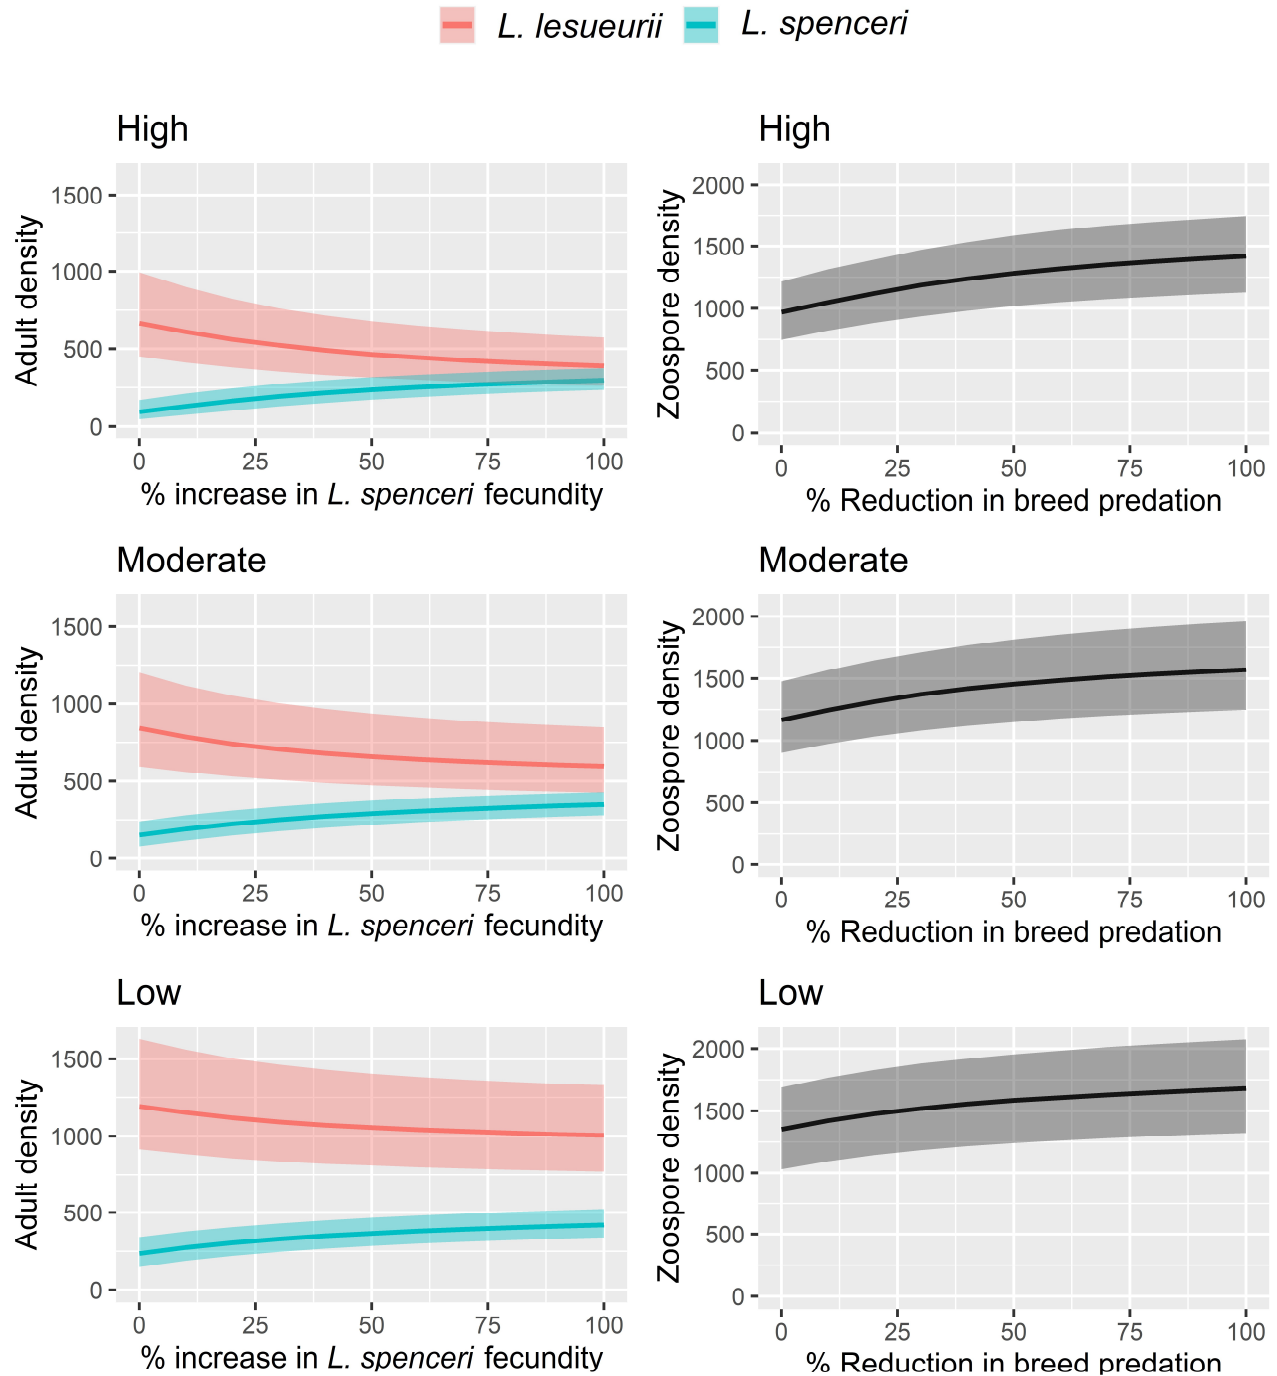 L. lesueurii L. spenceri
High
1500
1000
500
0
Adult density
0 25 50 75 100
% increase in L. spenceri fecundity
High
2000
1500
1000
500
0
Zoospore density
0 25 50 75 100
% Reduction in breed predation
Moderate
1500
1000
500
0
Adult density
0 25 50 75 100
% increase in L. spenceri fecundity
Moderate
2000
1500
1000
500
0
Zoospore density
0 25 50 75 100
% Reduction in breed predation
Low
1500
1000
500
0
Adult density
0 25 50 75 100
% increase in L. spenceri fecundity
Low
2000
1500
1000
500
0
Zoospore density
0 25 50 75 100
% Reduction in breed predation